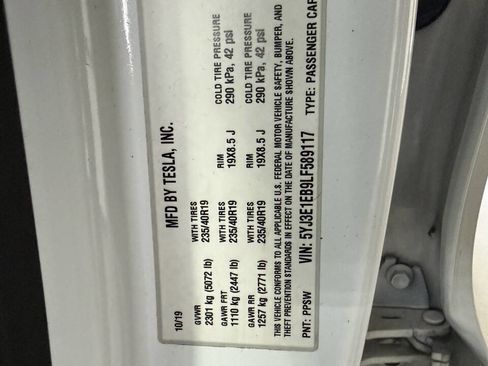 MFD BY TESLA, INC.
10/19
GVWR
2301 kg (5072 lb)
WITH TIRES
235/40R19
GAWR FRT
1110 kg (2447 lb)
WITH TIRES
235/40R19
RIM
19X8.5 J
COLD TIRE PRESSURE
290 kPa, 42 psi
GAWR RR
1257 kg (2771 lb)
WITH TIRES
235/40R19
RIM
19X8.5 J
COLD TIRE PRESSURE
290 kPa, 42 psi
THIS VEHICLE CONFORMS TO ALL APPLICABLE U.S. FEDERAL MOTOR VEHICLE SAFETY, BUMPER, AND
THEFT PREVENTION STANDARDS IN EFFECT ON THE DATE OF MANUFACTURE SHOWN ABOVE.
PNT: PPSW VIN: 5YJ3E1EB9LF589117 TYPE: PASSENGER CAR